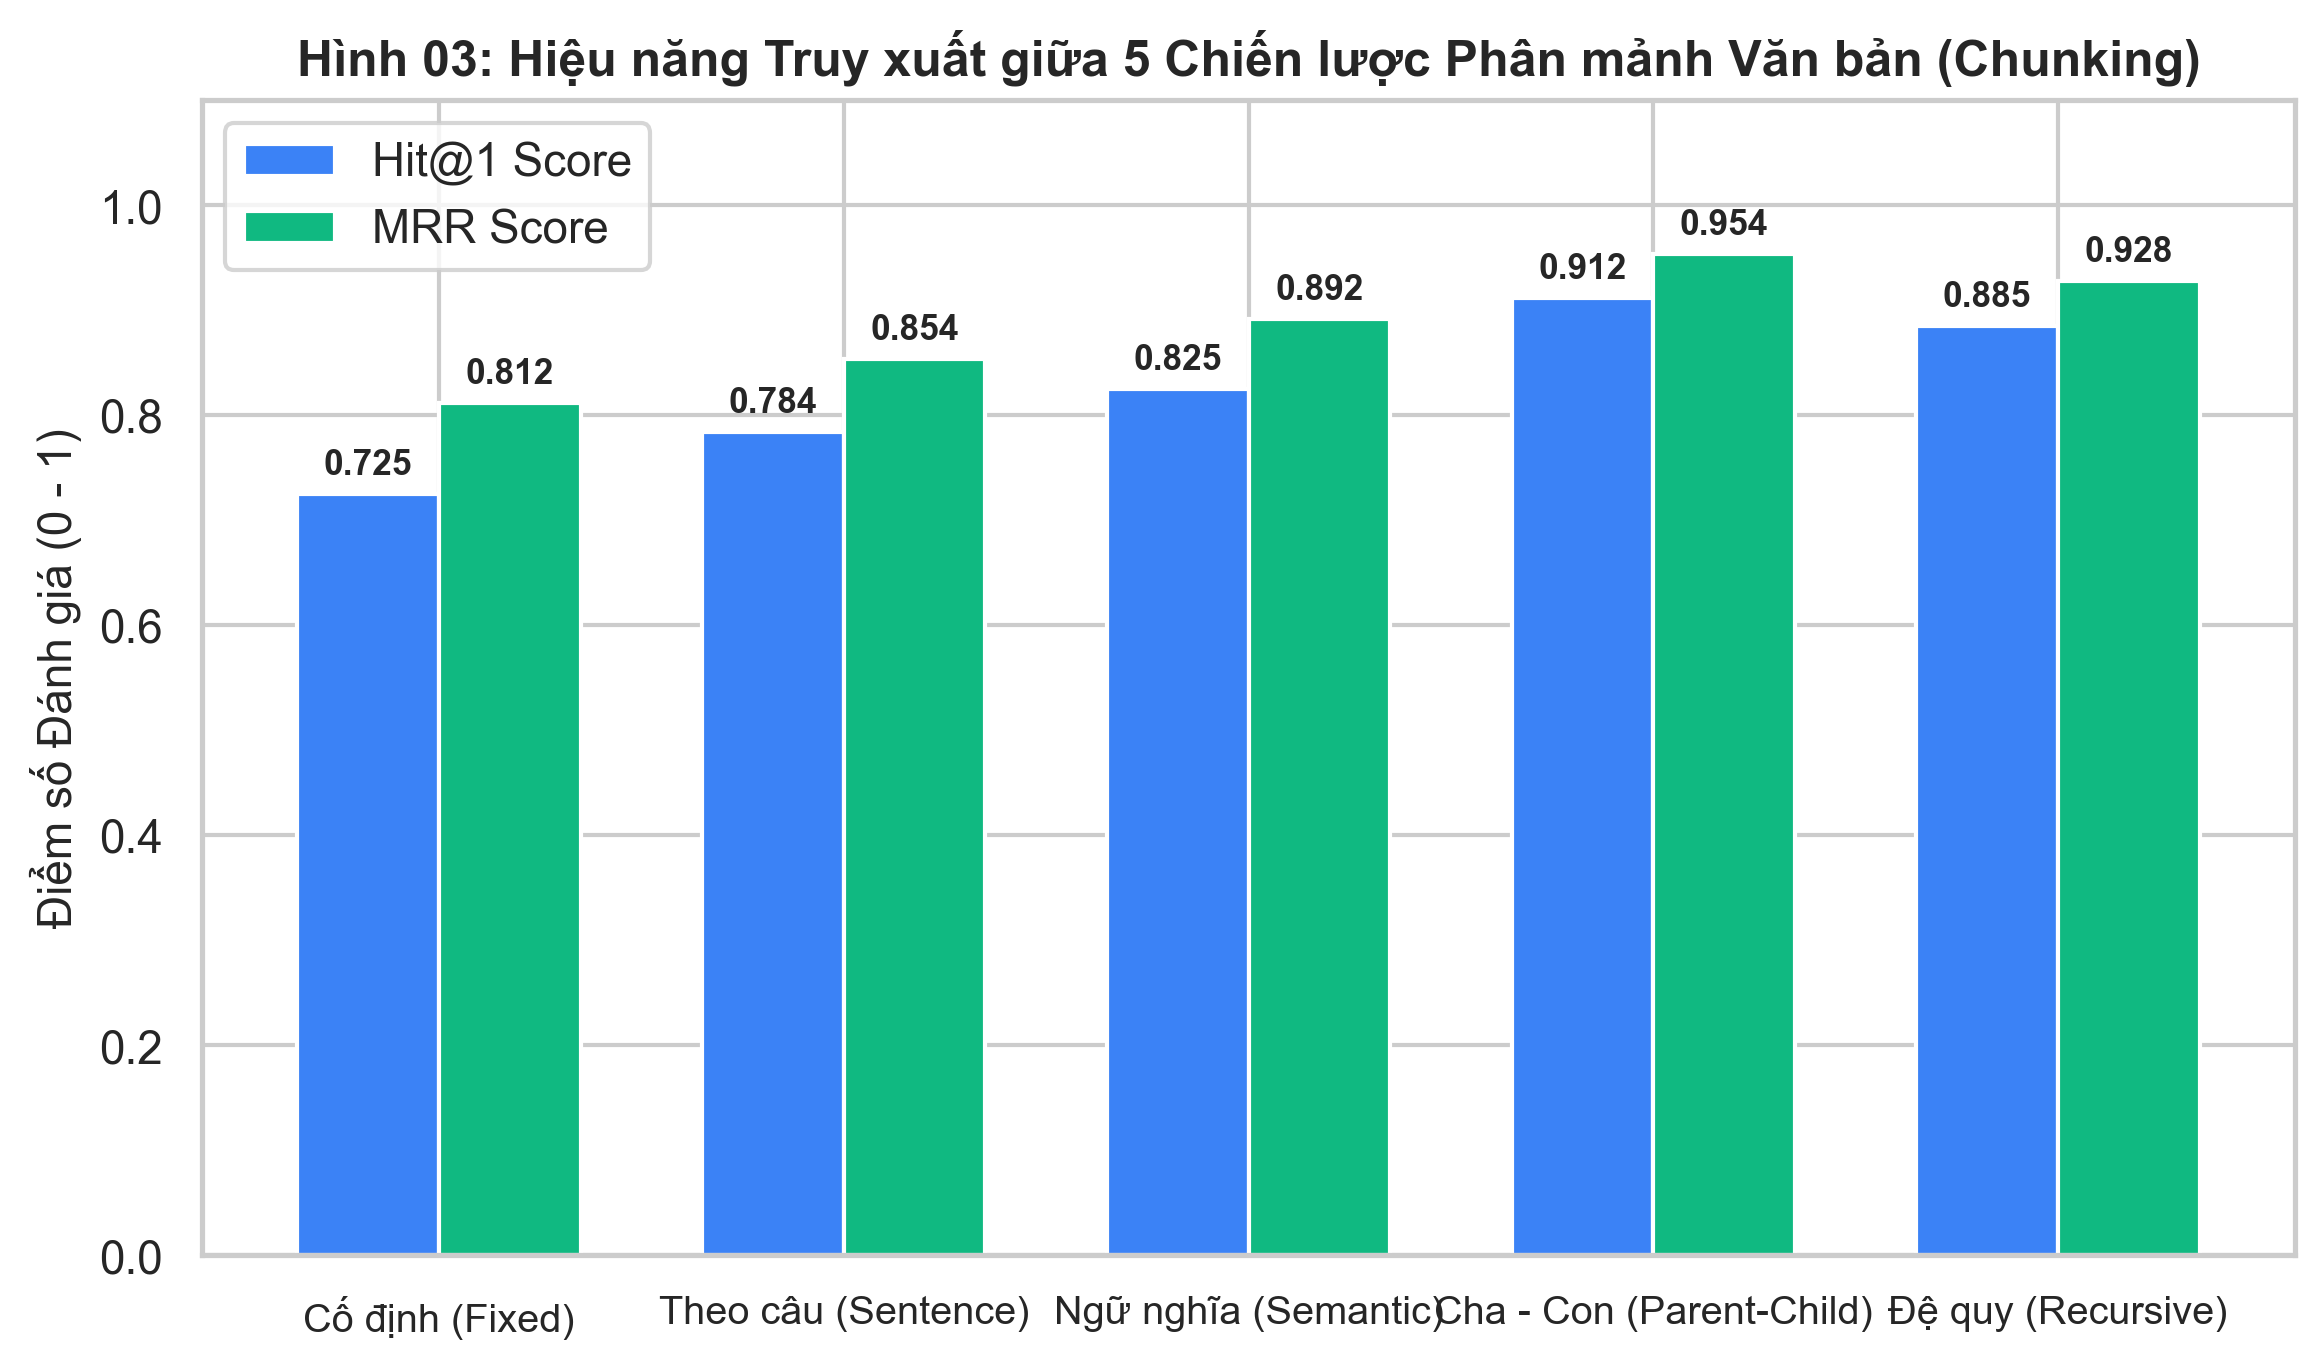 Hình 03: Hiệu năng Truy xuất giữa 5 Chiến lược Phân mảnh Văn bản (Chunking)
Hit@1 Score
MRR Score
Điểm số Đánh giá (0 - 1)
1.0
0.8
0.6
0.4
0.2
0.0
0.725
0.812
0.784
0.854
0.825
0.892
0.912
0.954
0.885
0.928
Cố định (Fixed)
Theo câu (Sentence)
Ngữ nghĩa (Semantic)
Cha - Con (Parent-Child)
Đệ quy (Recursive)